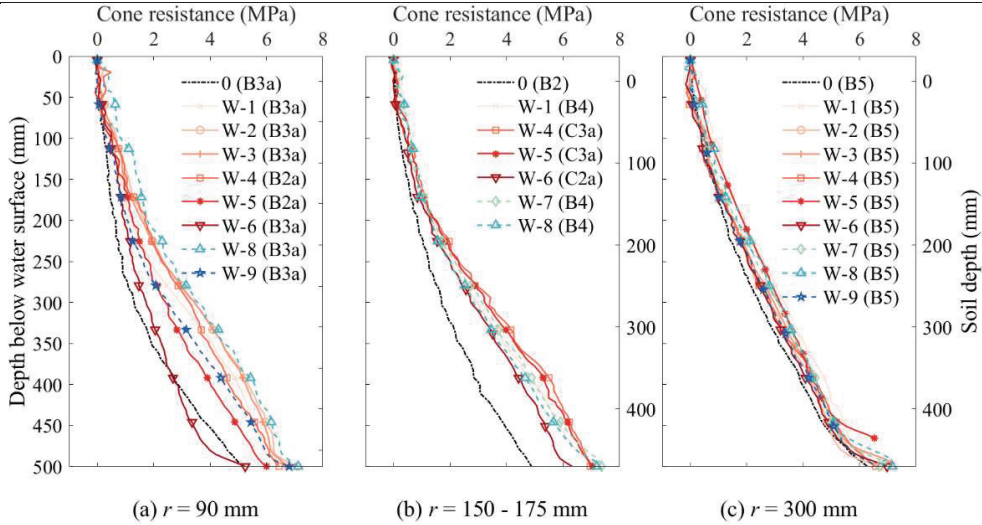 Cone resistance (MPa)
0 2 4 6 8
Depth below water surface (mm)
0
50
100
150
200
250
300
350
400
450
500
0 (B3a)
W-1 (B3a)
W-2 (B3a)
W-3 (B3a)
W-4 (B2a)
W-5 (B2a)
W-6 (B3a)
W-8 (B3a)
W-9 (B3a)
(a) r = 90 mm
Cone resistance (MPa)
0 2 4 6 8
0 (B2)
W-1 (B4)
W-4 (C3a)
W-5 (C3a)
W-6 (C2a)
W-7 (B4)
W-8 (B4)
0
100
200
300
400
(b) r = 150 - 175 mm
Cone resistance (MPa)
0 2 4 6 8
0 (B5)
W-1 (B5)
W-2 (B5)
W-3 (B5)
W-4 (B5)
W-5 (B5)
W-6 (B5)
W-7 (B5)
W-8 (B5)
W-9 (B5)
0
100
200
300
400
Soil depth (mm)
(c) r = 300 mm